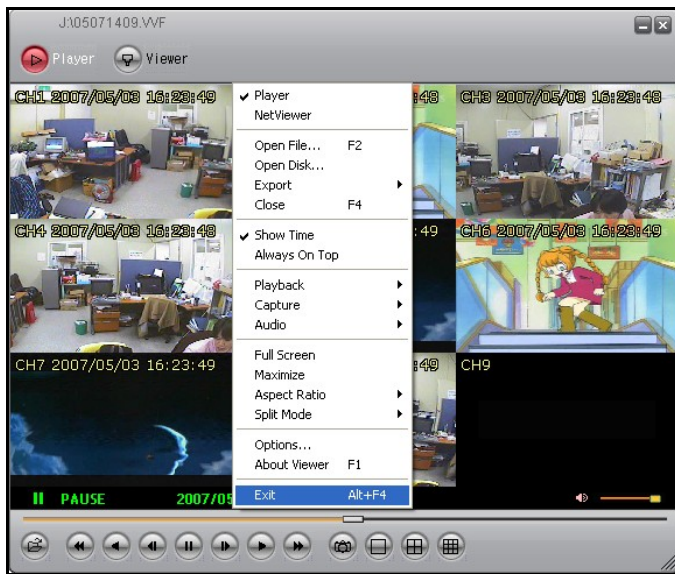 J:\05071409.VVF
Player
Viewer
CH1 2007/05/03 16:23:49
:48
CH3 2007/05/03 16:23:48
Player
NetViewer
Open File... F2
Open Disk...
Export
Close F4
CH4 2007/05/03 16:23:48
:49
CH6 2007/05/03 16:23:49
Show Time
Always On Top
Playback
Capture
Audio
Full Screen
Maximize
Aspect Ratio
Split Mode
CH7 2007/05/03 16:23:49
:49
CH9
Options...
About Viewer F1
PAUSE
2007/05
Exit Alt+F4